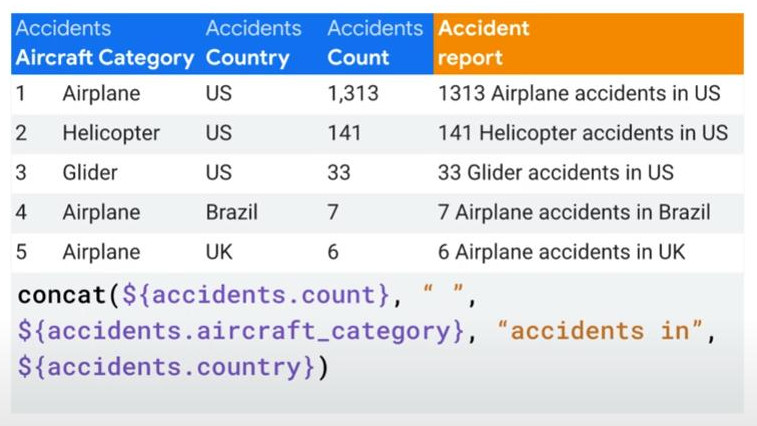 Accidents Accidents Accidents Accident
Aircraft Category Country Count report
1 Airplane US 1,313 1313 Airplane accidents in US
2 Helicopter US 141 141 Helicopter accidents in US
3 Glider US 33 33 Glider accidents in US
4 Airplane Brazil 7 7 Airplane accidents in Brazil
5 Airplane UK 6 6 Airplane accidents in UK
concat(${accidents.count}, “ ”,
${accidents.aircraft_category}, “accidents in”,
${accidents.country})